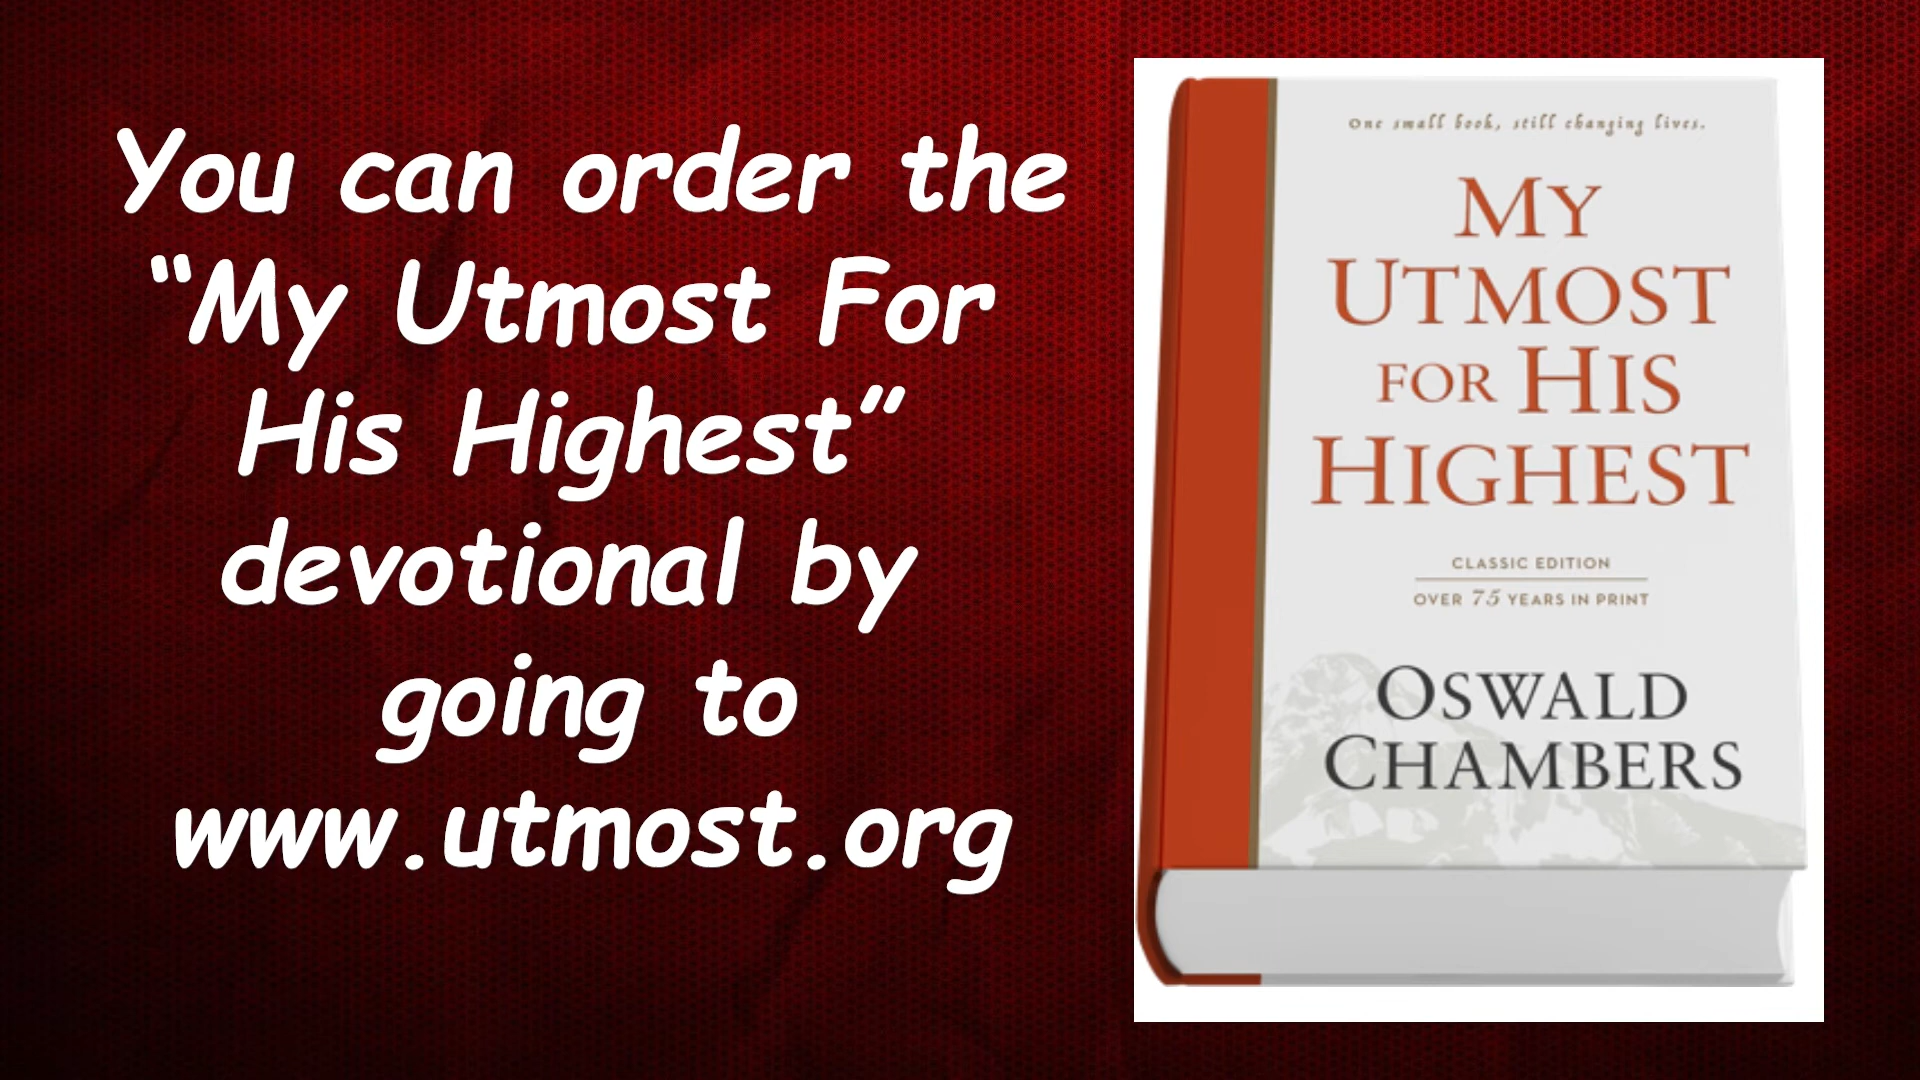 You can order the
“My Utmost For
His Highest”
devotional by
going to
www.utmost.org
One small book, still changing lives.
MY
UTMOST
FOR HIS
HIGHEST
CLASSIC EDITION
OVER 75 YEARS IN PRINT
OSWALD
CHAMBERS